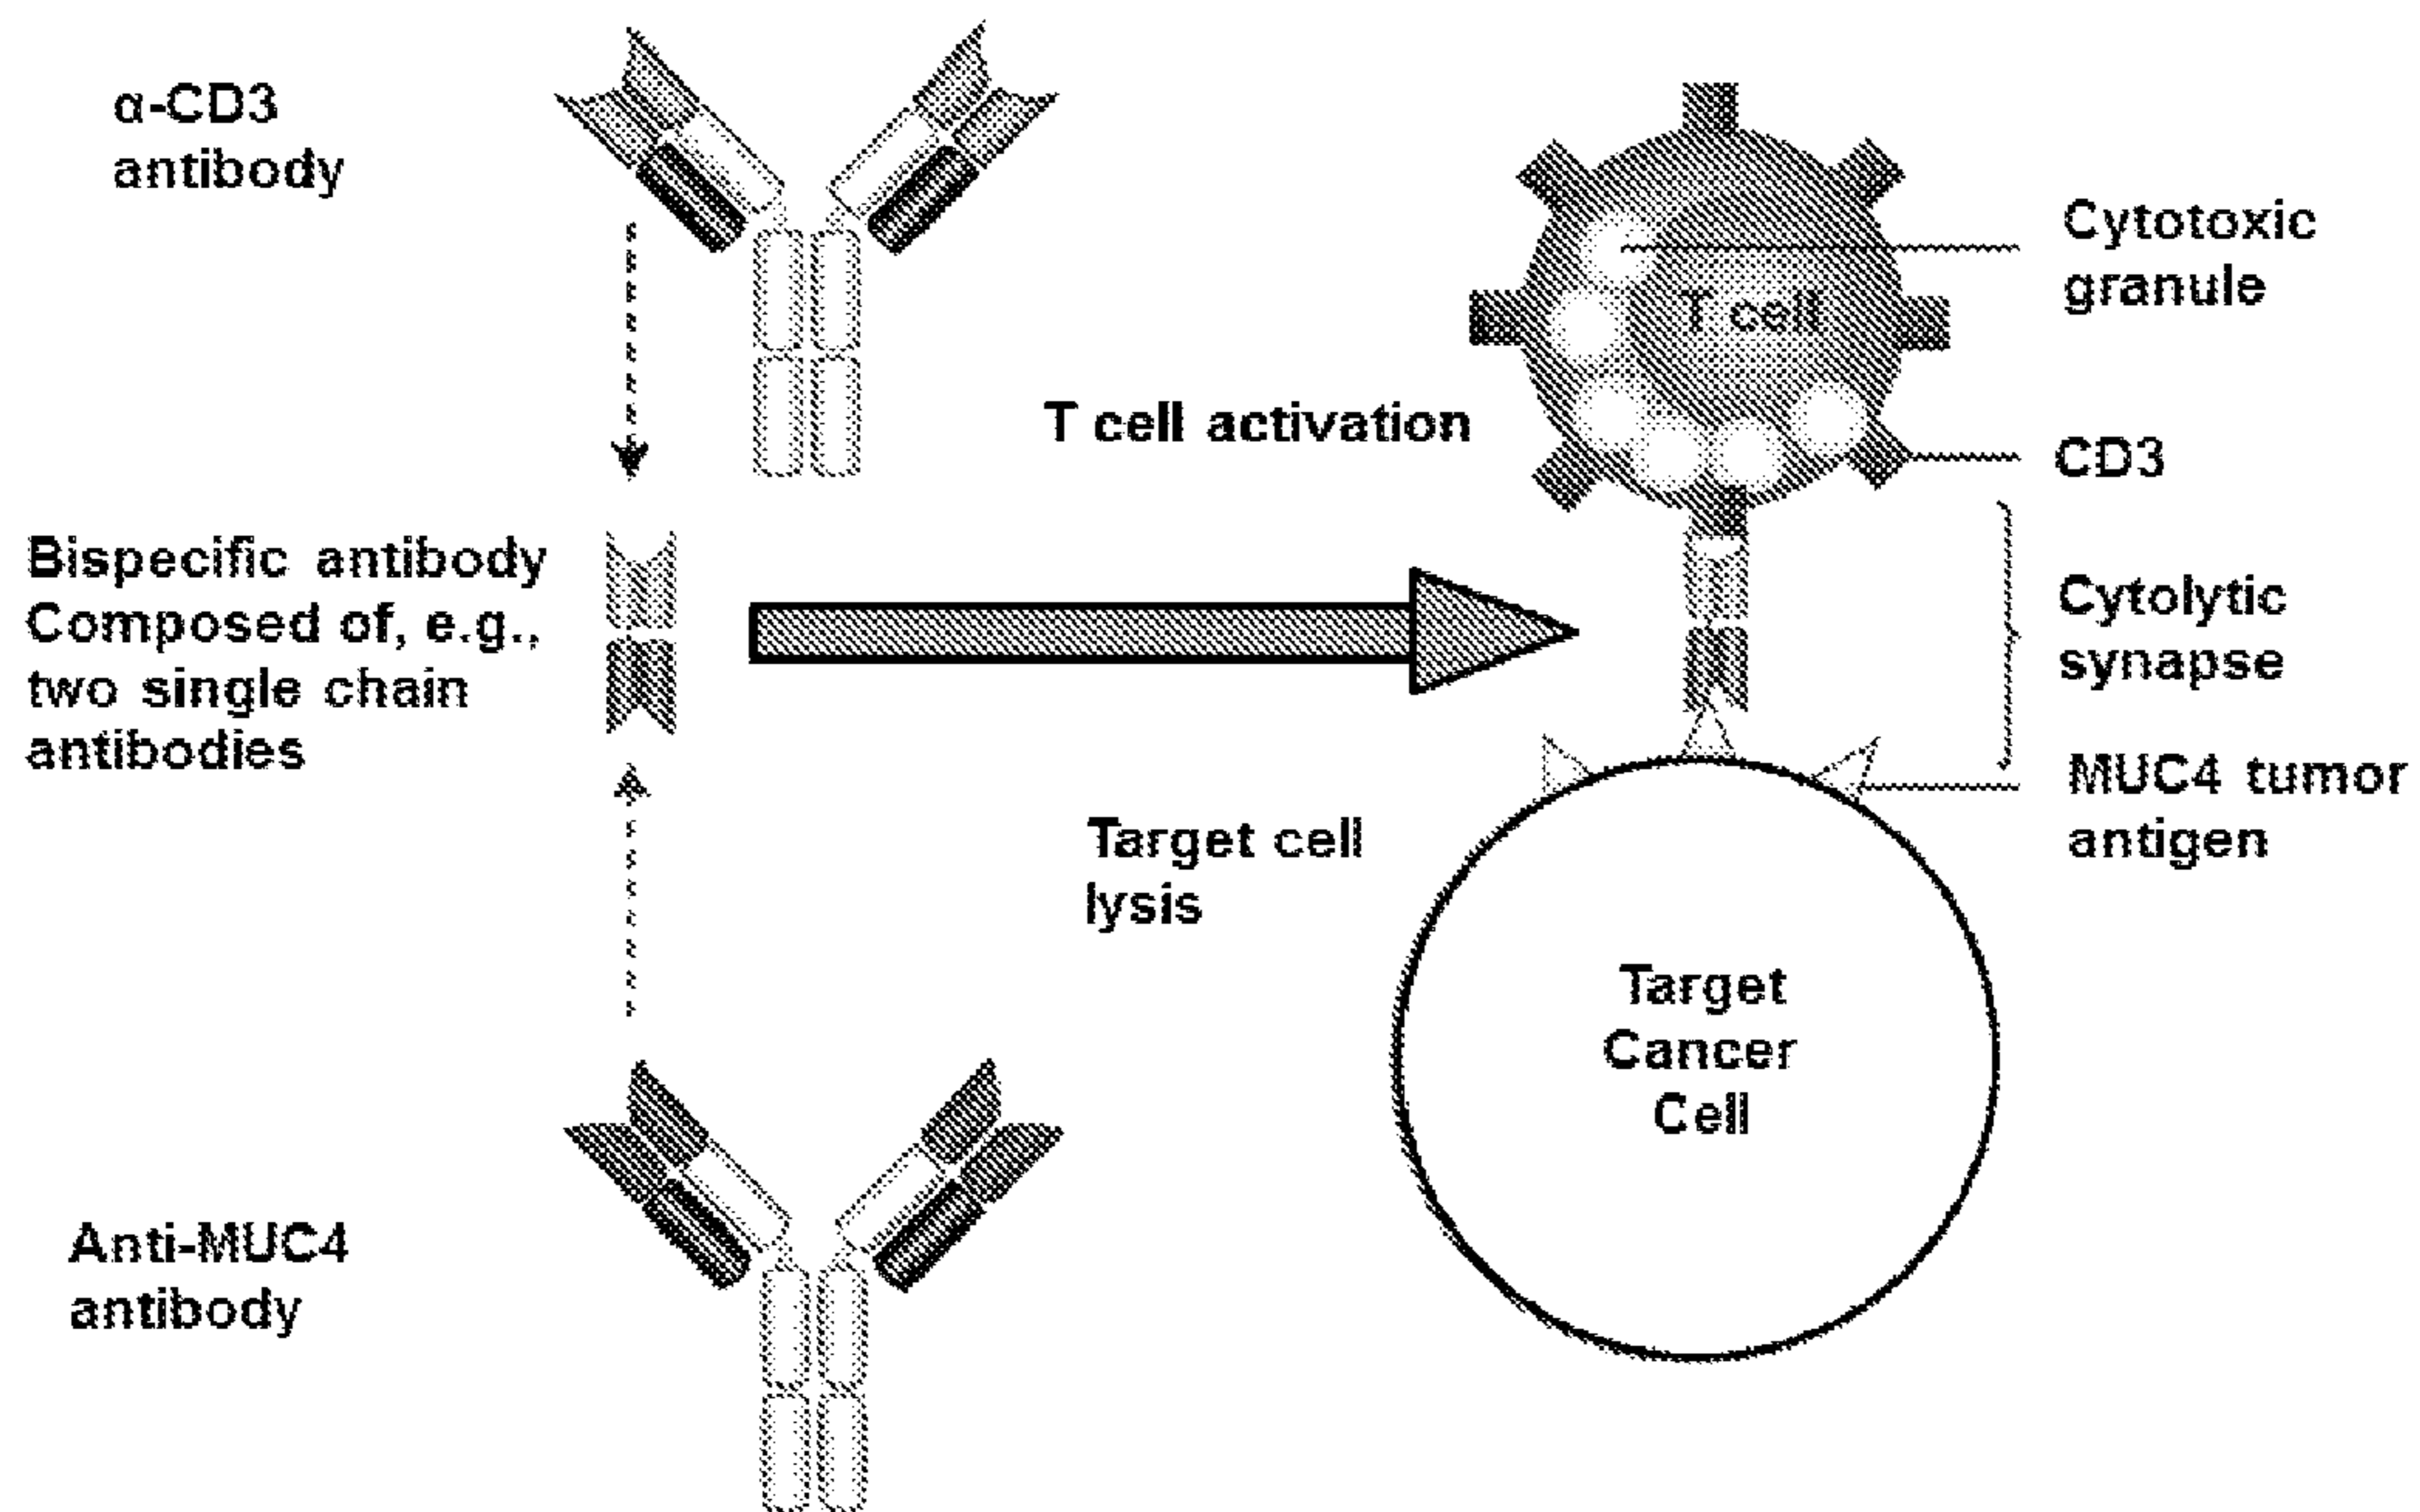 α-CD3
antibody
Bispecific antibody
Composed of, e.g.,
two single chain
antibodies
Anti-MUC4
antibody
T cell activation
Target cell
lysis
T cell
Cytotoxic
granule
CD3
Cytolytic
synapse
MUC4 tumor
antigen
Target
Cancer
Cell